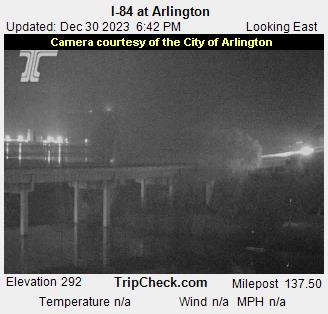 I-84 at Arlington
Updated: Dec 30 2023 6:42 PM Looking East
Camera courtesy of the City of Arlington
Elevation 292 TripCheck.com Milepost 137.50
Temperature n/a Wind n/a MPH n/a